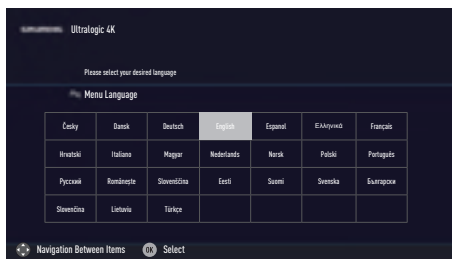 Ultralogic 4K
Please select your desired language
Menu Language
Česky Dansk Deutsch English Espanol Ελληνικά Français
Hrvatski Italiano Magyar Nederlands Norsk Polski Português
Русский Românește Slovenščina Eesti Suomi Svenska Български
Slovenčina Lietuviu Türkçe
Navigation Between Items OK Select